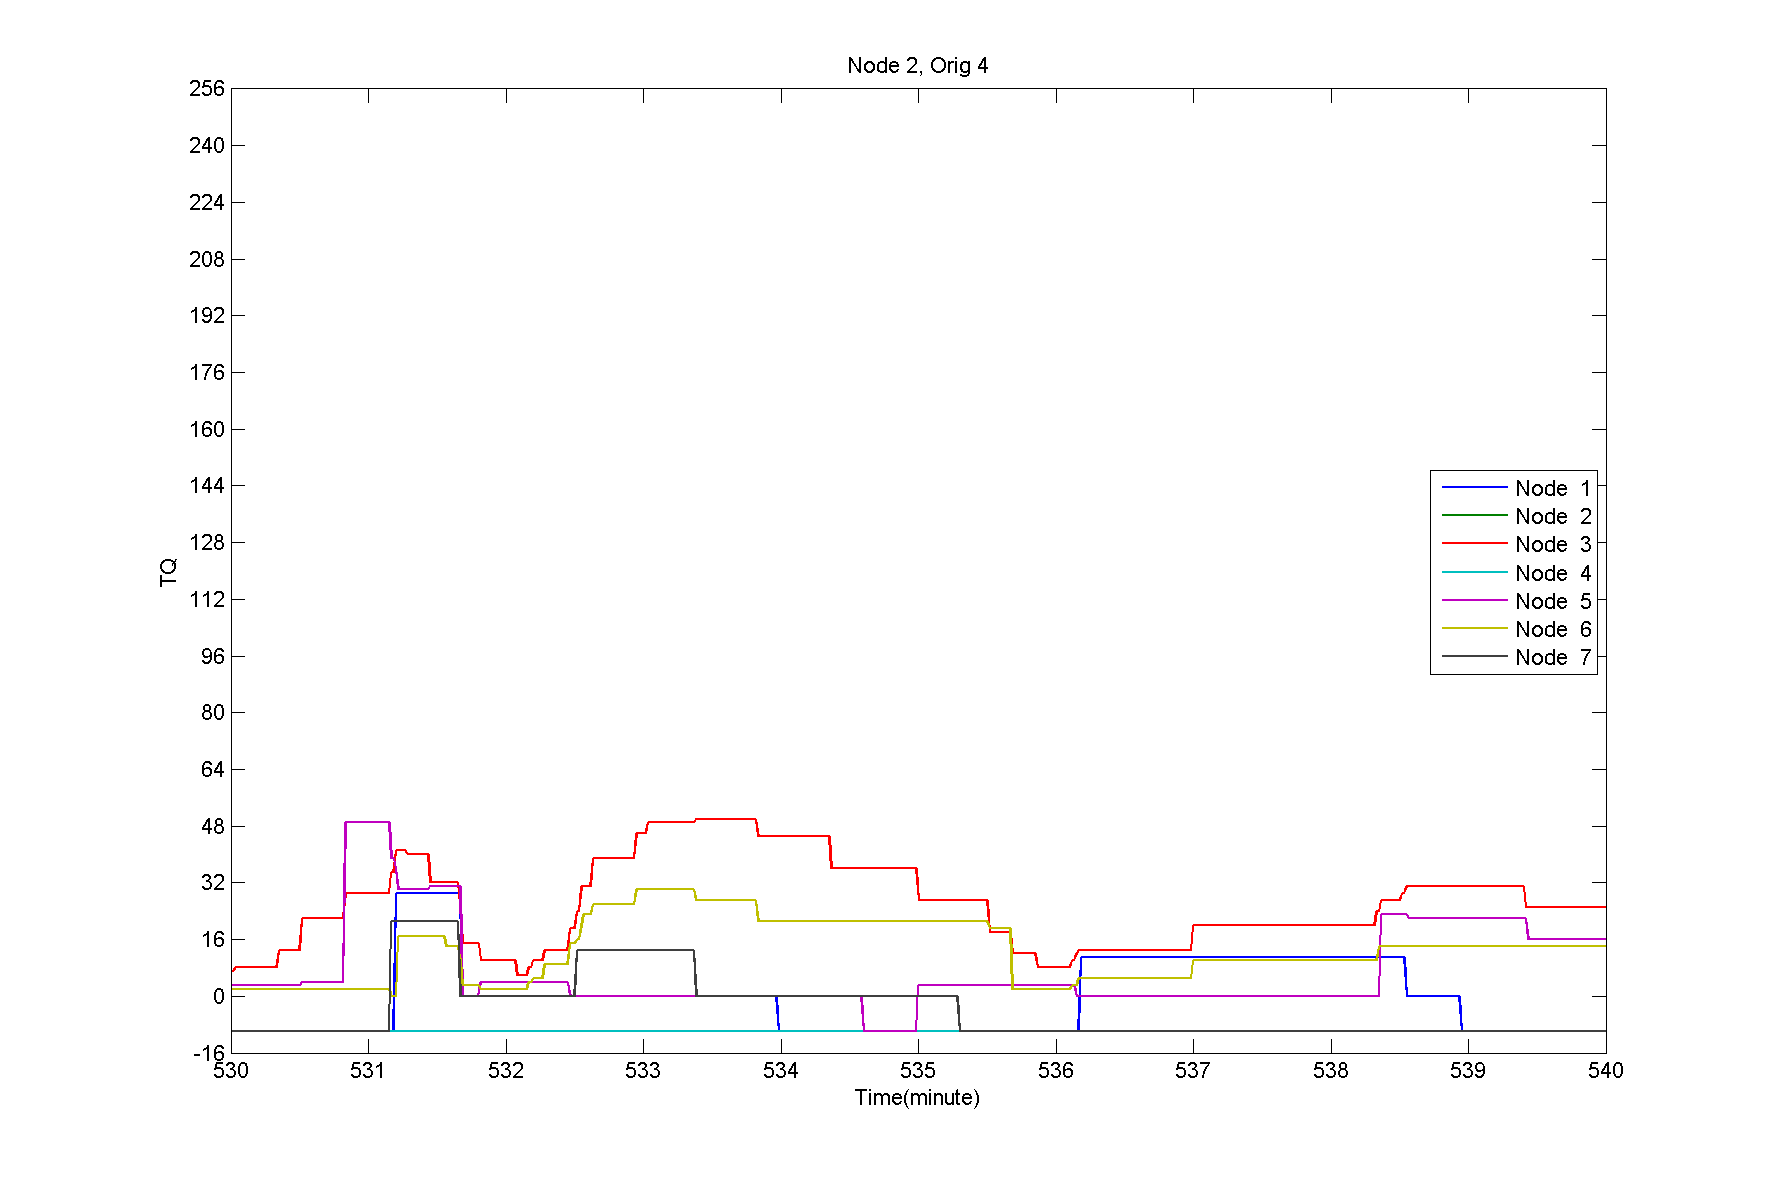 Node 2, Orig 4
256
240
224
208
192
176
160
144
128
112
96
80
64
48
32
16
0
-16
TQ
Node 1
Node 2
Node 3
Node 4
Node 5
Node 6
Node 7
530 531 532 533 534 535 536 537 538 539 540
Time(minute)